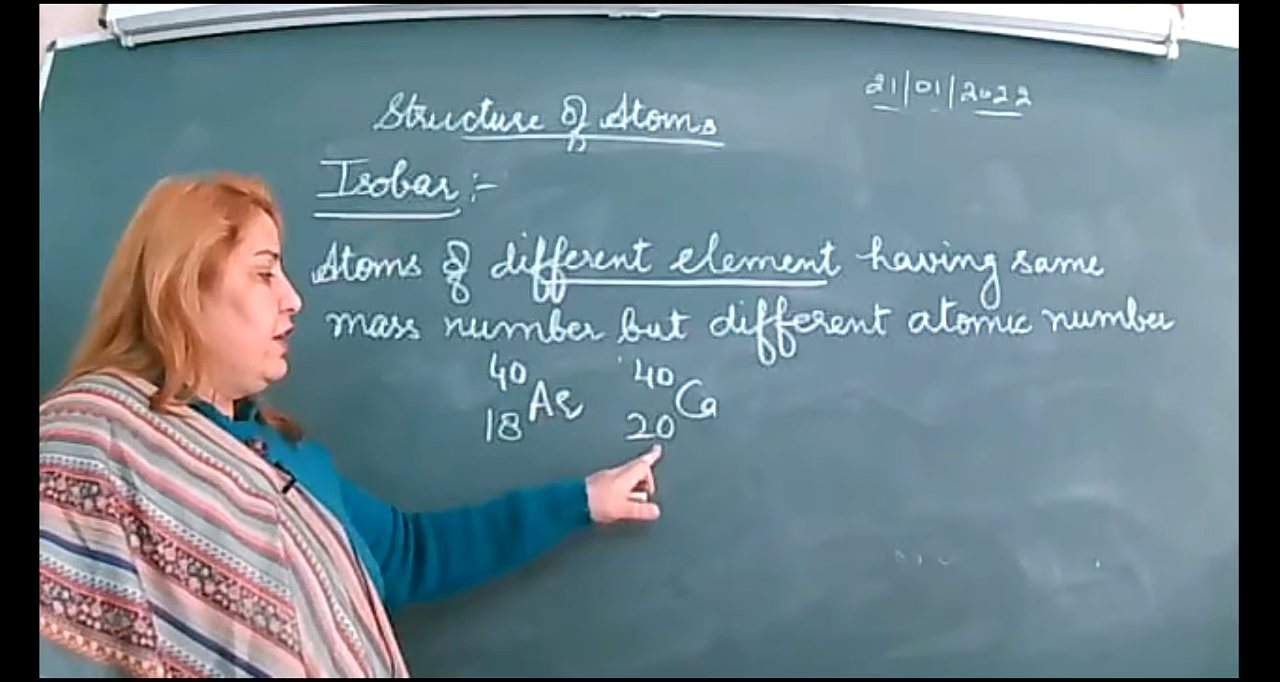 21/01/2022
Structure of Atoms
Isobar :-
Atoms of different element having same
mass number but different atomic number
40 40
Ar Ca
18 20